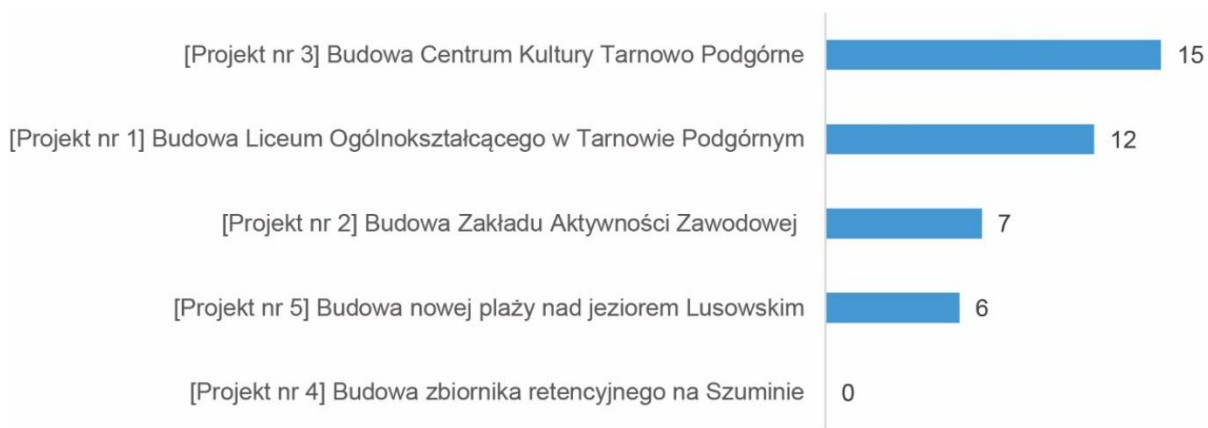 [Projekt nr 3] Budowa Centrum Kultury Tarnowo Podgórne 15
[Projekt nr 1] Budowa Liceum Ogólnokształcącego w Tarnowie Podgórnym 12
[Projekt nr 2] Budowa Zakładu Aktywności Zawodowej 7
[Projekt nr 5] Budowa nowej plaży nad jeziorem Lusowskim 6
[Projekt nr 4] Budowa zbiornika retencyjnego na Szuminie 0